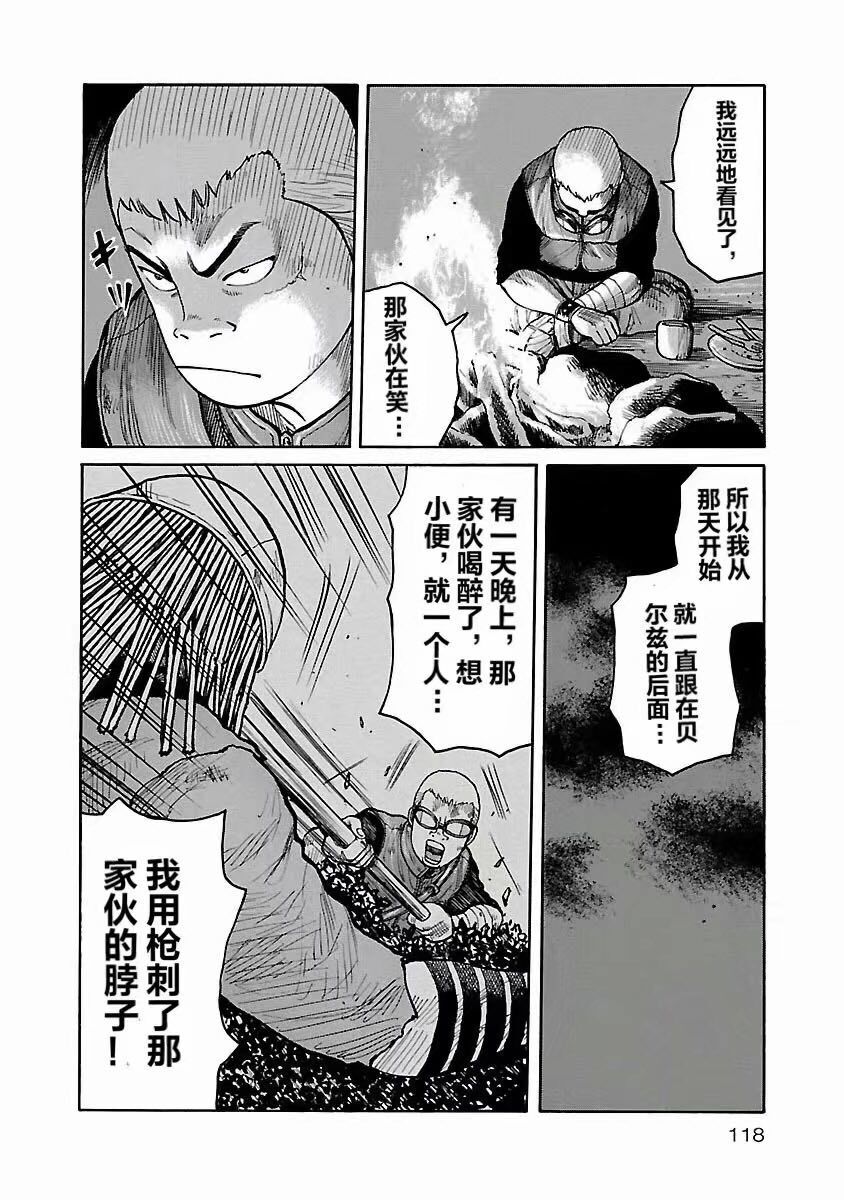 我远远地看见了，
那家伙在笑…
所以我从
那天开始
就一直跟在贝
尔兹的后面…
有一天晚上，那
家伙喝醉了，想
小便，就一个人…
我用枪刺了那
家伙的脖子！
118